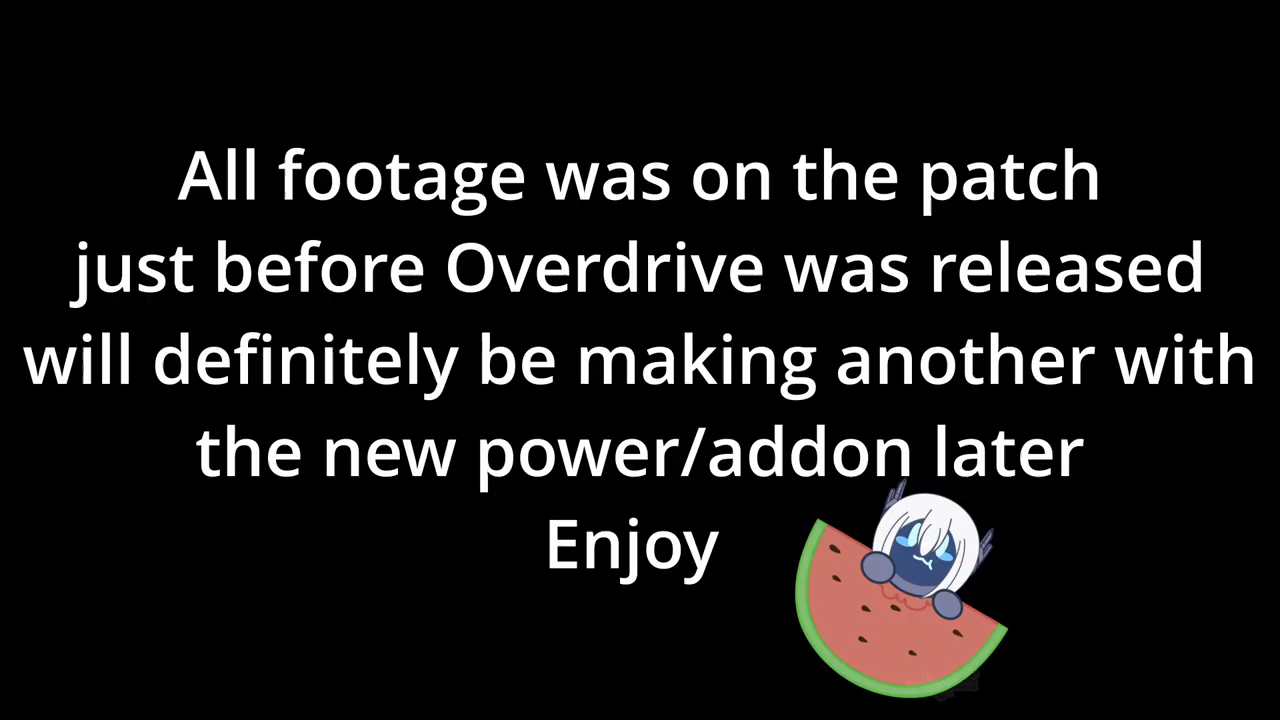 All footage was on the patch
just before Overdrive was released
will definitely be making another with
the new power/addon later
Enjoy